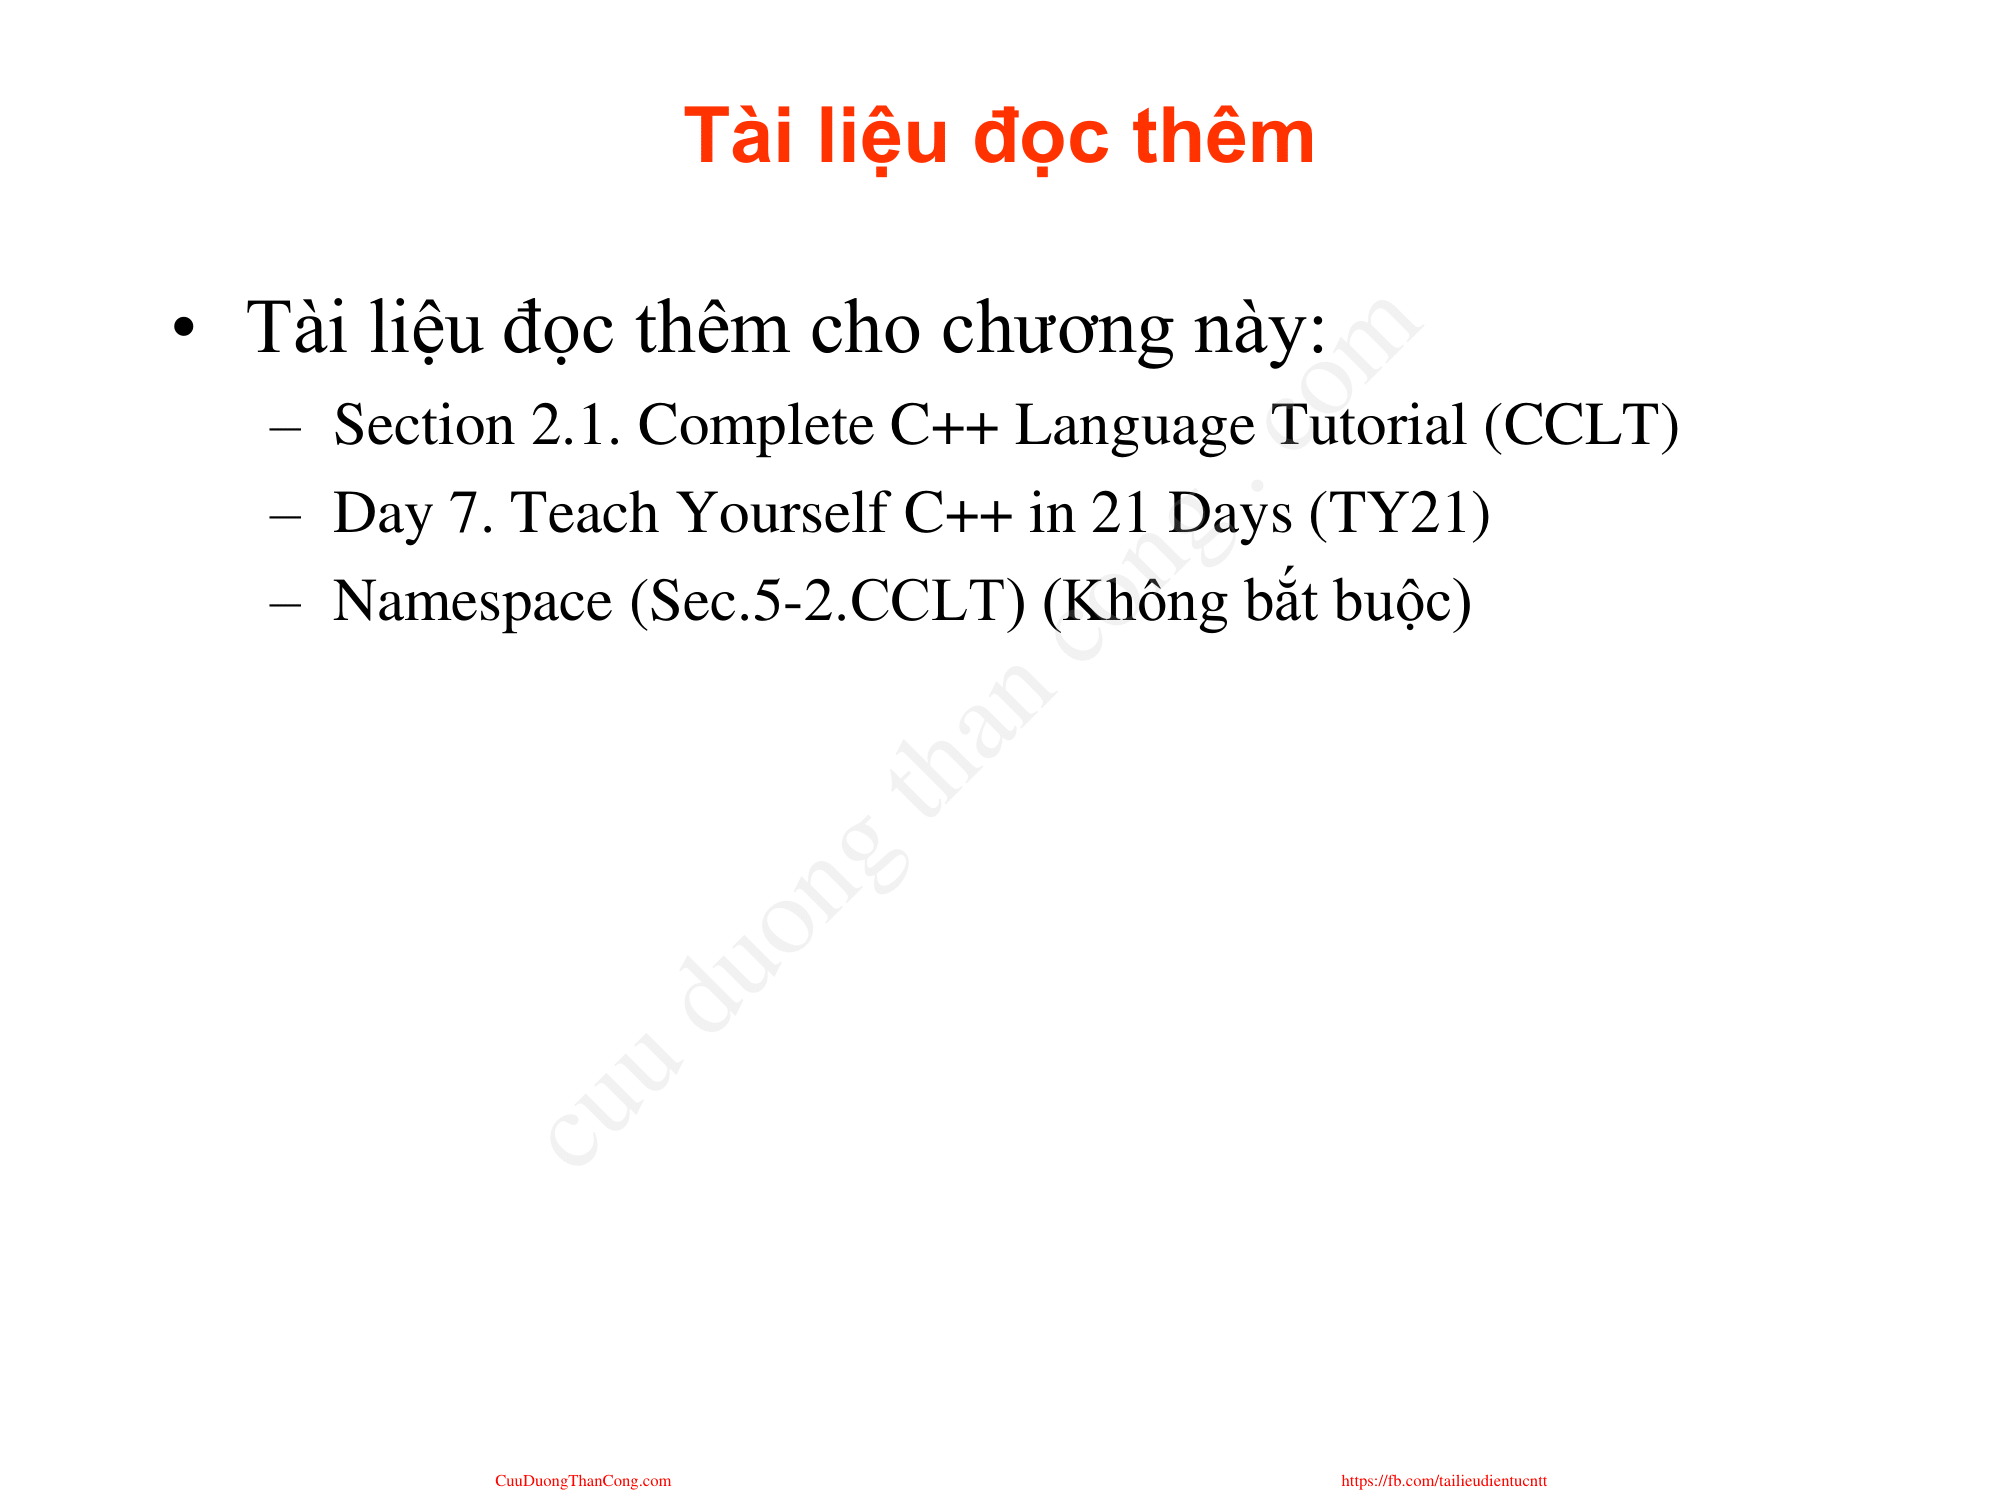 Tài liệu đọc thêm
• Tài liệu đọc thêm cho chương này:
– Section 2.1. Complete C++ Language Tutorial (CCLT)
– Day 7. Teach Yourself C++ in 21 Days (TY21)
– Namespace (Sec.5-2.CCLT) (Không bắt buộc)
cuu duong than cong . com
CuuDuongThanCong.com
https://fb.com/tailieudientucntt